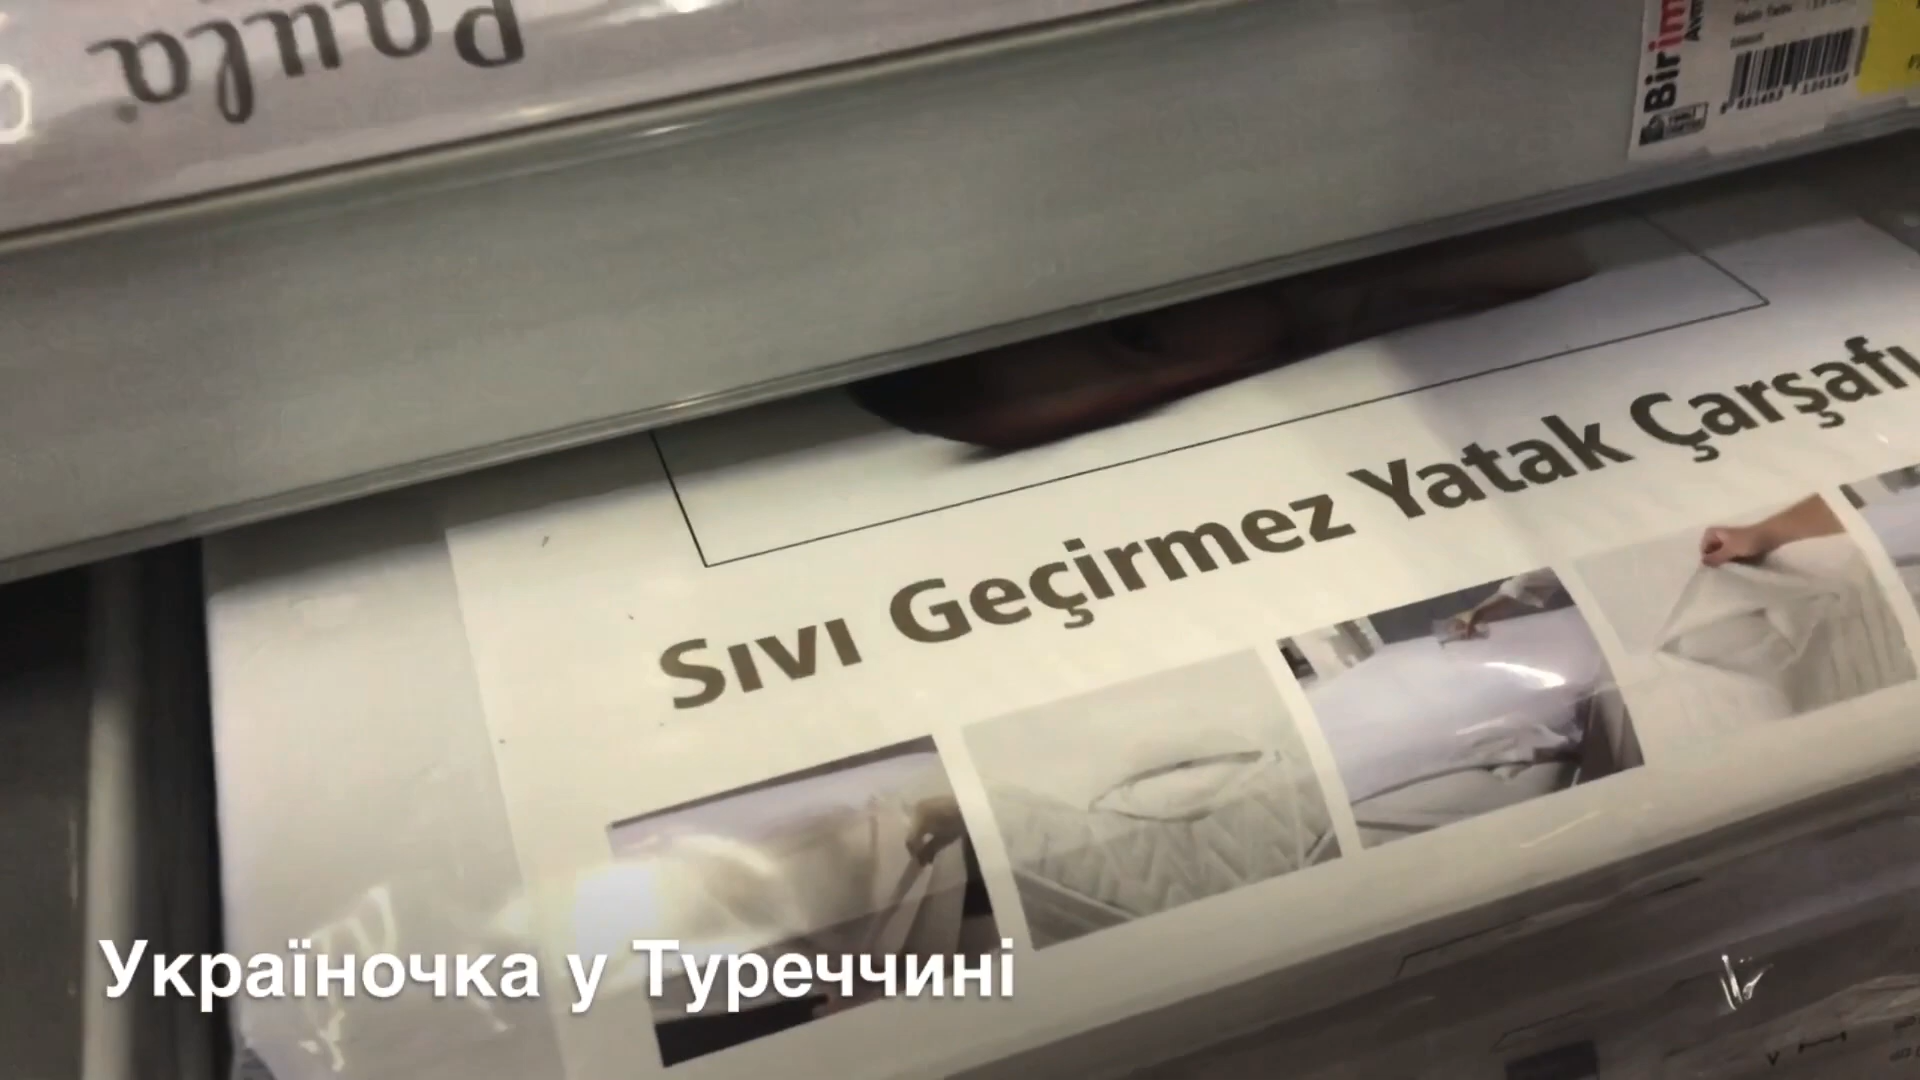 Paula
Birim
Sıvı Geçirmez Yatak Çarşafı
Україночка у Туреччині